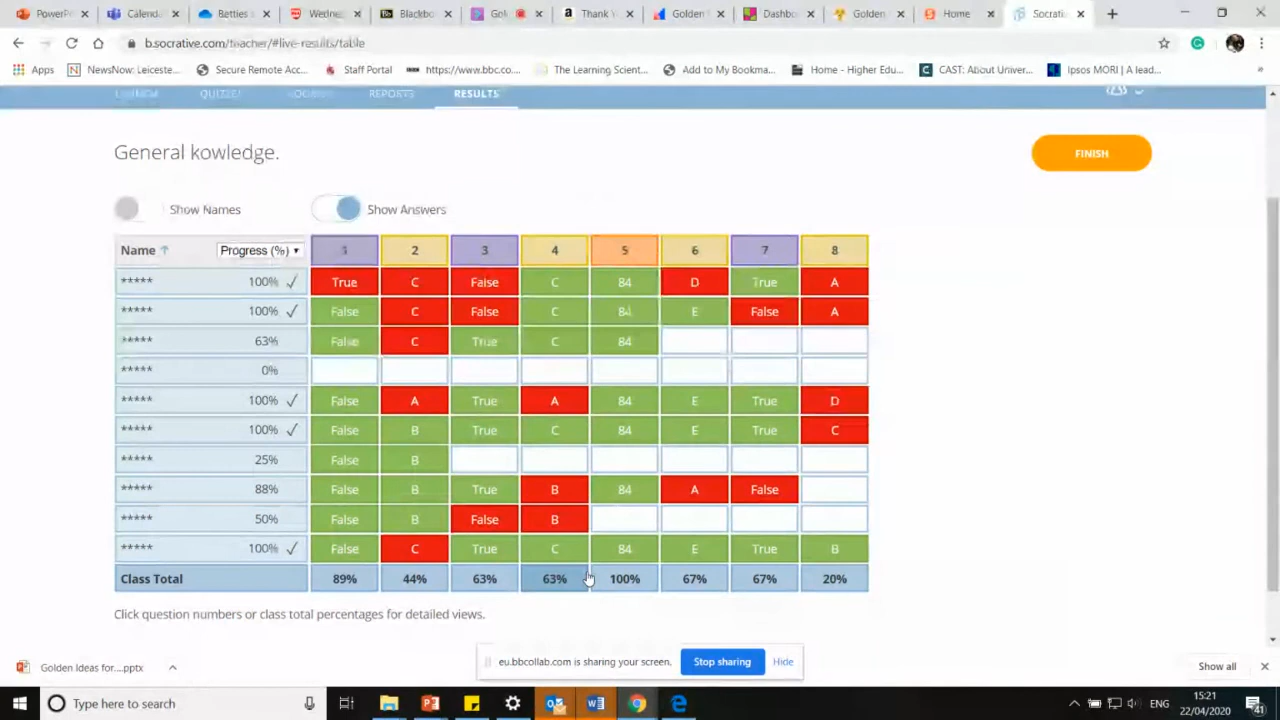 PowerPo
Calenda
Betties s
Wednes
Blackbo
Gol
Thank Y
Golden
Dashbo
Golden
Home
Socrativ
b.socrative.com/teacher/#live-results/table
Apps NewsNow: Leiceste... Secure Remote Acc... Staff Portal https://www.bbc.co.... The Learning Scient... Add to My Bookma... Home - Higher Edu... CAST: About Univer... Ipsos MORI | A lead...
LAUNCH QUIZZES REPORTS RESULTS
General kowledge.
FINISH
Show Names Show Answers
Name Progress (%) 1 2 3 4 5 6 7 8
***** 100% True C False C 84 D True A
***** 100% False C False C 84 E False A
***** 63% False C True C 84
***** 0%
***** 100% False A True A 84 E True D
***** 100% False B True C 84 E True C
***** 25% False B
***** 88% False B True B 84 A False
***** 50% False B False B
***** 100% False C True C 84 E True B
Class Total 89% 44% 63% 63% 100% 67% 67% 20%
Click question numbers or class total percentages for detailed views.
eu.bbcollab.com is sharing your screen. Stop sharing Hide
Golden Ideas for....pptx
Show all
Type here to search
ENG
15:21
22/04/2020
41